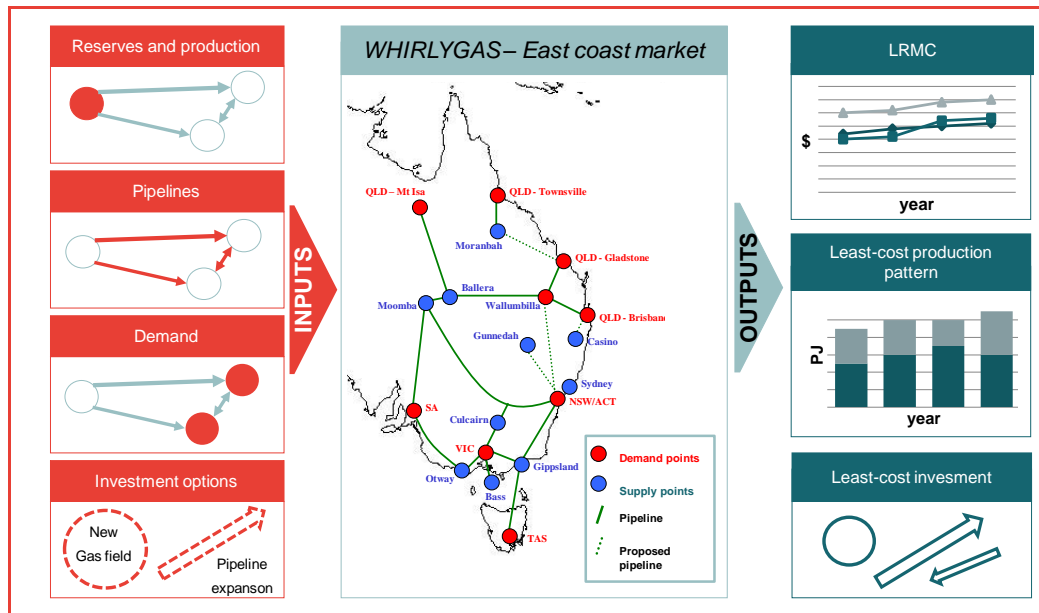 Reserves and production
Pipelines
Demand
Investment options
New
Gas field
Pipeline
expanson
INPUTS
WHIRLYGAS – East coast market
QLD – Mt Isa
QLD - Townsville
Moranbah
QLD - Gladstone
Ballera
Moomba
Wallumbilla
QLD - Brisbane
Gunnedah
Casino
Sydney
SA
NSW/ACT
Culcairn
VIC
Otway
Gippsland
Bass
TAS
Demand points
Supply points
Pipeline
Proposed
pipeline
OUTPUTS
LRMC
$
year
Least-cost production
pattern
PJ
year
Least-cost invesment